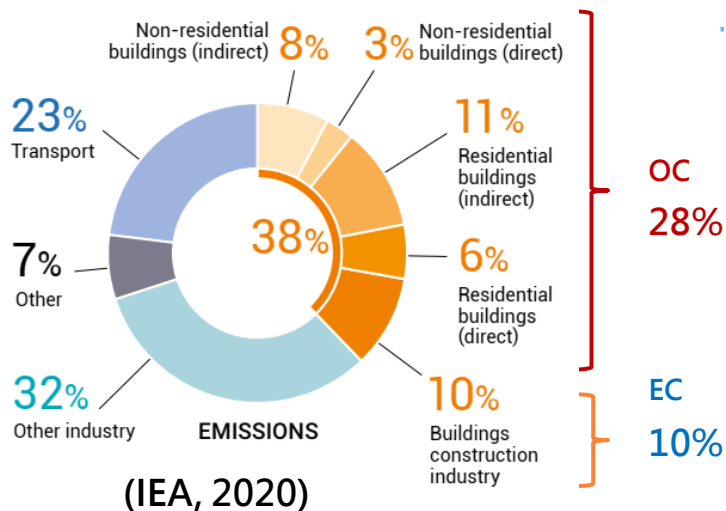 Non-residential
buildings (indirect)
8%
3%
Non-residential
buildings (direct)
23%
Transport
11%
Residential
buildings
(indirect)
OC
28%
38%
7%
Other
6%
Residential
buildings
(direct)
32%
Other industry
EMISSIONS
10%
Buildings
construction
industry
EC
10%
(IEA, 2020)